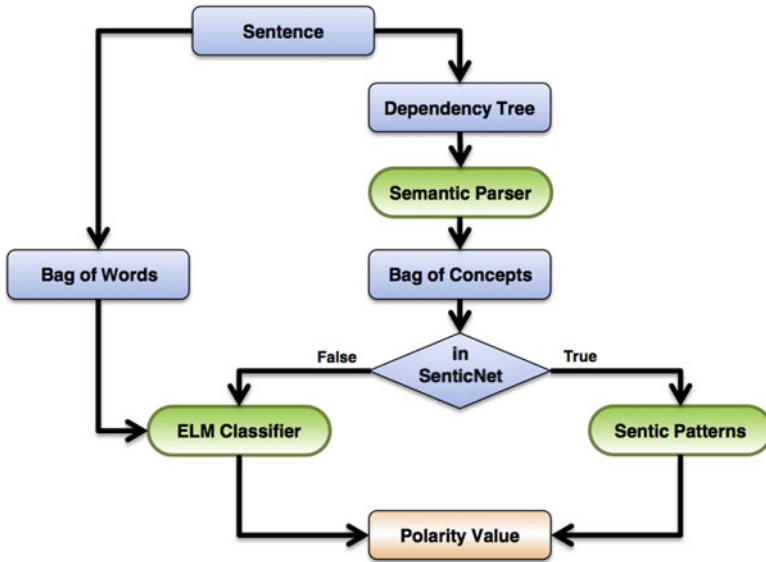 Sentence
Dependency Tree
Semantic Parser
Bag of Words
Bag of Concepts
False
in
SenticNet
True
ELM Classifier
Sentic Patterns
Polarity Value